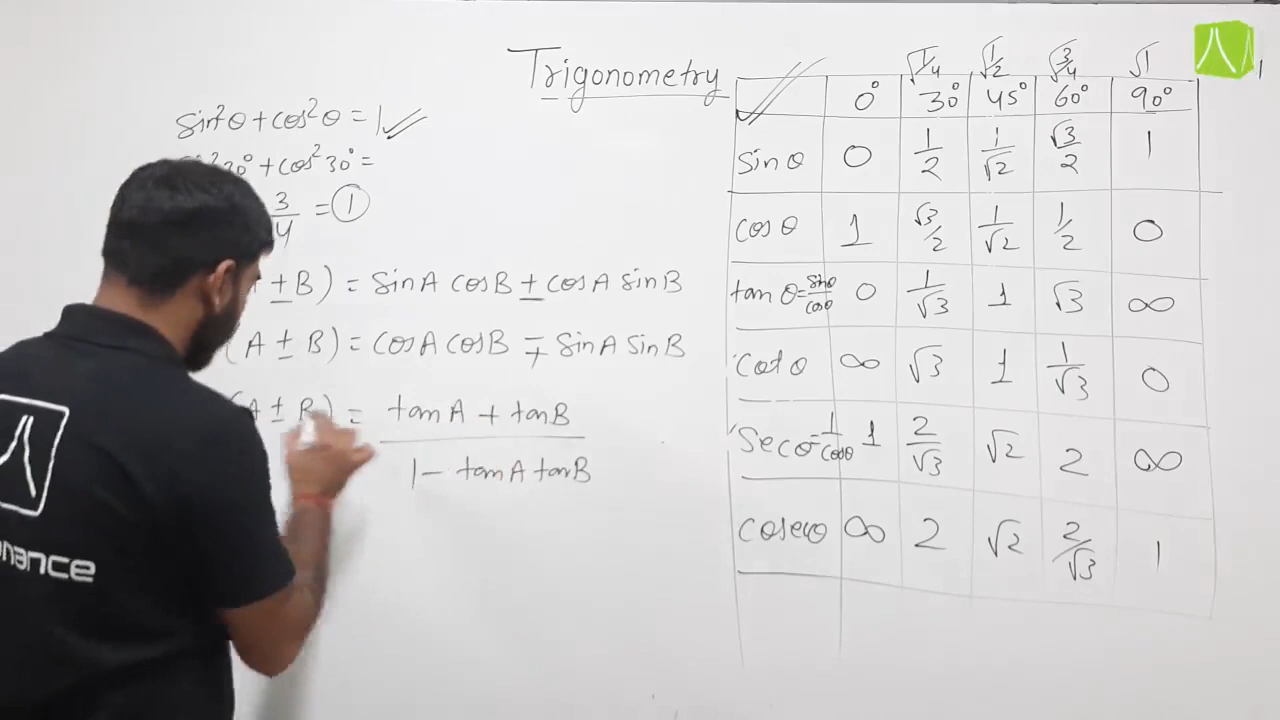 Trigonometry
sin²θ + cos²θ = 1
30° + cos²30° =
3/4 = 1
± B) = sinA cosB ± cosA sinB
(A ± B) = cosA cosB ∓ sinA sinB
(A ± B) = tanA + tanB
1 - tanA tanB
√1/4 √1/2 √3/4 √1 1
0° 30° 45° 60° 90°
sinθ 0 1/2 1/√2 √3/2 1
cosθ 1 √3/2 1/√2 1/2 0
tanθ = sinθ/cosθ 0 1/√3 1 √3 ∞
cotθ ∞ √3 1 1/√3 0
secθ = 1/cosθ 1 2/√3 √2 2 ∞
cosecθ ∞ 2 √2 2/√3 1
nance